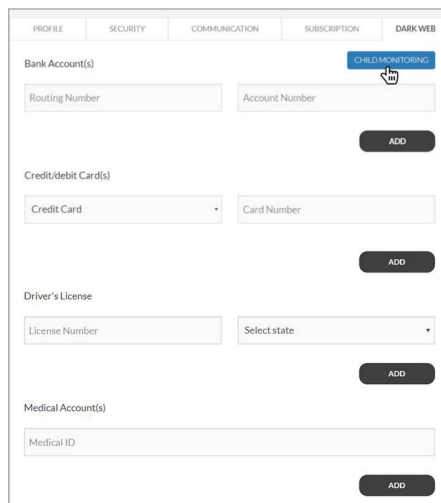 PROFILE SECURITY COMMUNICATION SUBSCRIPTION DARK WEB
Bank Account(s) CHILD MONITORING
Routing Number Account Number
ADD
Credit/debit Card(s)
Credit Card Card Number
ADD
Driver's License
License Number Select state
ADD
Medical Account(s)
Medical ID
ADD